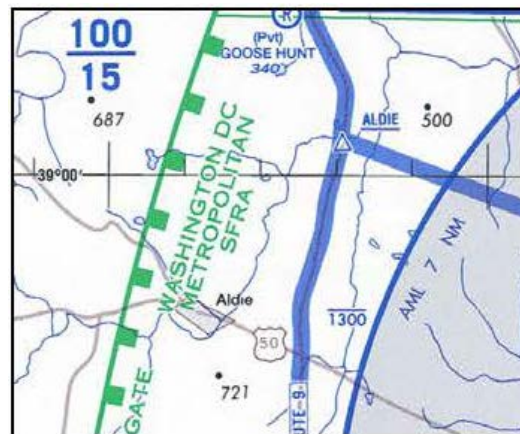 100
15
R
(Pvt)
GOOSE HUNT
340
687
ALDIE
500
39°00'
WASHINGTON DC
METROPOLITAN
SFRA
AML 7 NM
Aldie
1300
50
721
GATE
UTE 9